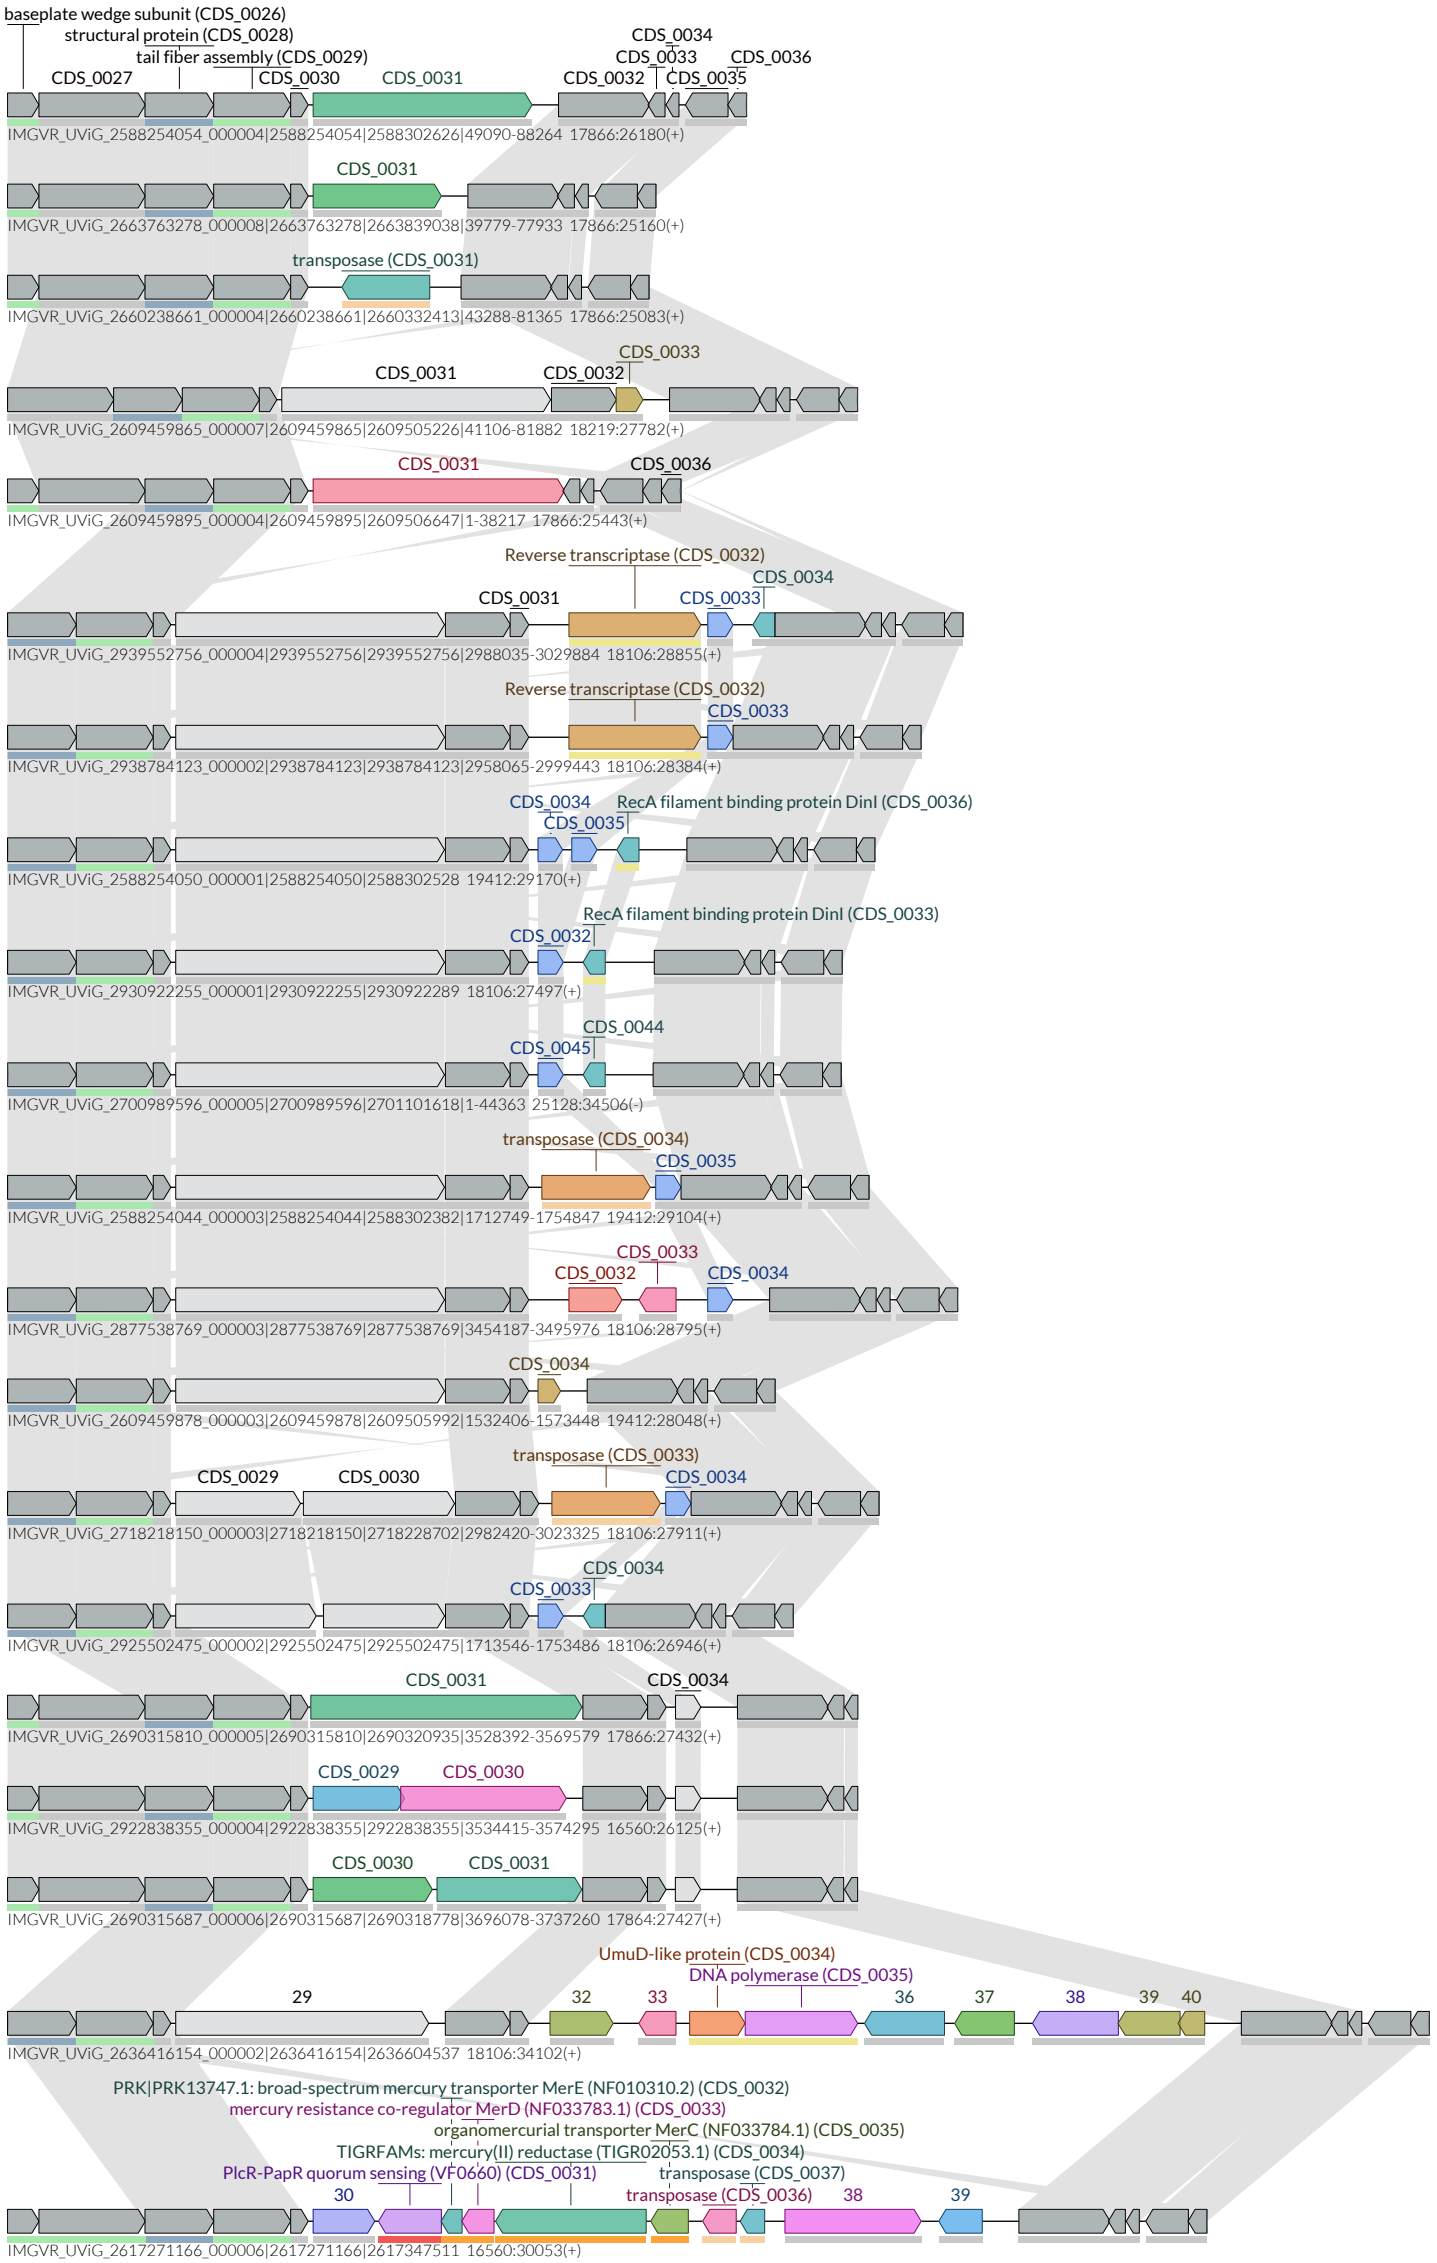 baseplate wedge subunit (CDS_0026)
structural protein (CDS_0028) CDS_0034
tail fiber assembly (CDS_0029) CDS_0033 CDS_0036
CDS_0027 CDS_0030 CDS_0031 CDS_0032 CDS_0035
IMGVR_UViG_2588254054_000004|2588254054|2588302626|49090-88264 17866:26180(+)
CDS_0031
IMGVR_UViG_2663763278_000008|2663763278|2663839038|39779-77933 17866:25160(+)
transposase (CDS_0031)
IMGVR_UViG_2660238661_000004|2660238661|2660332413|43288-81365 17866:25083(+)
CDS_0033
CDS_0031 CDS_0032
IMGVR_UViG_2609459865_000007|2609459865|2609505226|41106-81882 18219:27782(+)
CDS_0031 CDS_0036
IMGVR_UViG_2609459895_000004|2609459895|2609506647|1-38217 17866:25443(+)
Reverse transcriptase (CDS_0032)
CDS_0034
CDS_0031 CDS_0033
IMGVR_UViG_2939552756_000004|2939552756|2939552756|2988035-3029884 18106:28855(+)
Reverse transcriptase (CDS_0032)
CDS_0033
IMGVR_UViG_2938784123_000002|2938784123|2938784123|2958065-2999443 18106:28384(+)
CDS_0034 RecA filament binding protein DinI (CDS_0036)
CDS_0035
IMGVR_UViG_2588254050_000001|2588254050|2588302528 19412:29170(+)
RecA filament binding protein DinI (CDS_0033)
CDS_0032
IMGVR_UViG_2930922255_000001|2930922255|2930922289 18106:27497(+)
CDS_0044
CDS_0045
IMGVR_UViG_2700989596_000005|2700989596|2701101618|1-44363 25128:34506(-)
transposase (CDS_0034)
CDS_0035
IMGVR_UViG_2588254044_000003|2588254044|2588302382|1712749-1754847 19412:29104(+)
CDS_0033
CDS_0032 CDS_0034
IMGVR_UViG_2877538769_000003|2877538769|2877538769|3454187-3495976 18106:28795(+)
CDS_0034
IMGVR_UViG_2609459878_000003|2609459878|2609505992|1532406-1573448 19412:28048(+)
transposase (CDS_0033)
CDS_0029 CDS_0030 CDS_0034
IMGVR_UViG_2718218150_000003|2718218150|2718228702|2982420-3023325 18106:27911(+)
CDS_0034
CDS_0033
IMGVR_UViG_2925502475_000002|2925502475|2925502475|1713546-1753486 18106:26946(+)
CDS_0031 CDS_0034
IMGVR_UViG_2690315810_000005|2690315810|2690320935|3528392-3569579 17866:27432(+)
CDS_0029 CDS_0030
IMGVR_UViG_2922838355_000004|2922838355|2922838355|3534415-3574295 16560:26125(+)
CDS_0030 CDS_0031
IMGVR_UViG_2690315687_000006|2690315687|2690318778|3696078-3737260 17864:27427(+)
UmuD-like protein (CDS_0034)
DNA polymerase (CDS_0035)
29 32 33 36 37 38 39 40
IMGVR_UViG_2636416154_000002|2636416154|2636604537 18106:34102(+)
PRK|PRK13747.1: broad-spectrum mercury transporter MerE (NF010310.2) (CDS_0032)
mercury resistance co-regulator MerD (NF033783.1) (CDS_0033)
organomercurial transporter MerC (NF033784.1) (CDS_0035)
TIGRFAMs: mercury(II) reductase (TIGR02053.1) (CDS_0034)
PlcR-PapR quorum sensing (VF0660) (CDS_0031) transposase (CDS_0037)
30 transposase (CDS_0036) 38 39
IMGVR_UViG_2617271166_000006|2617271166|2617347511 16560:30053(+)